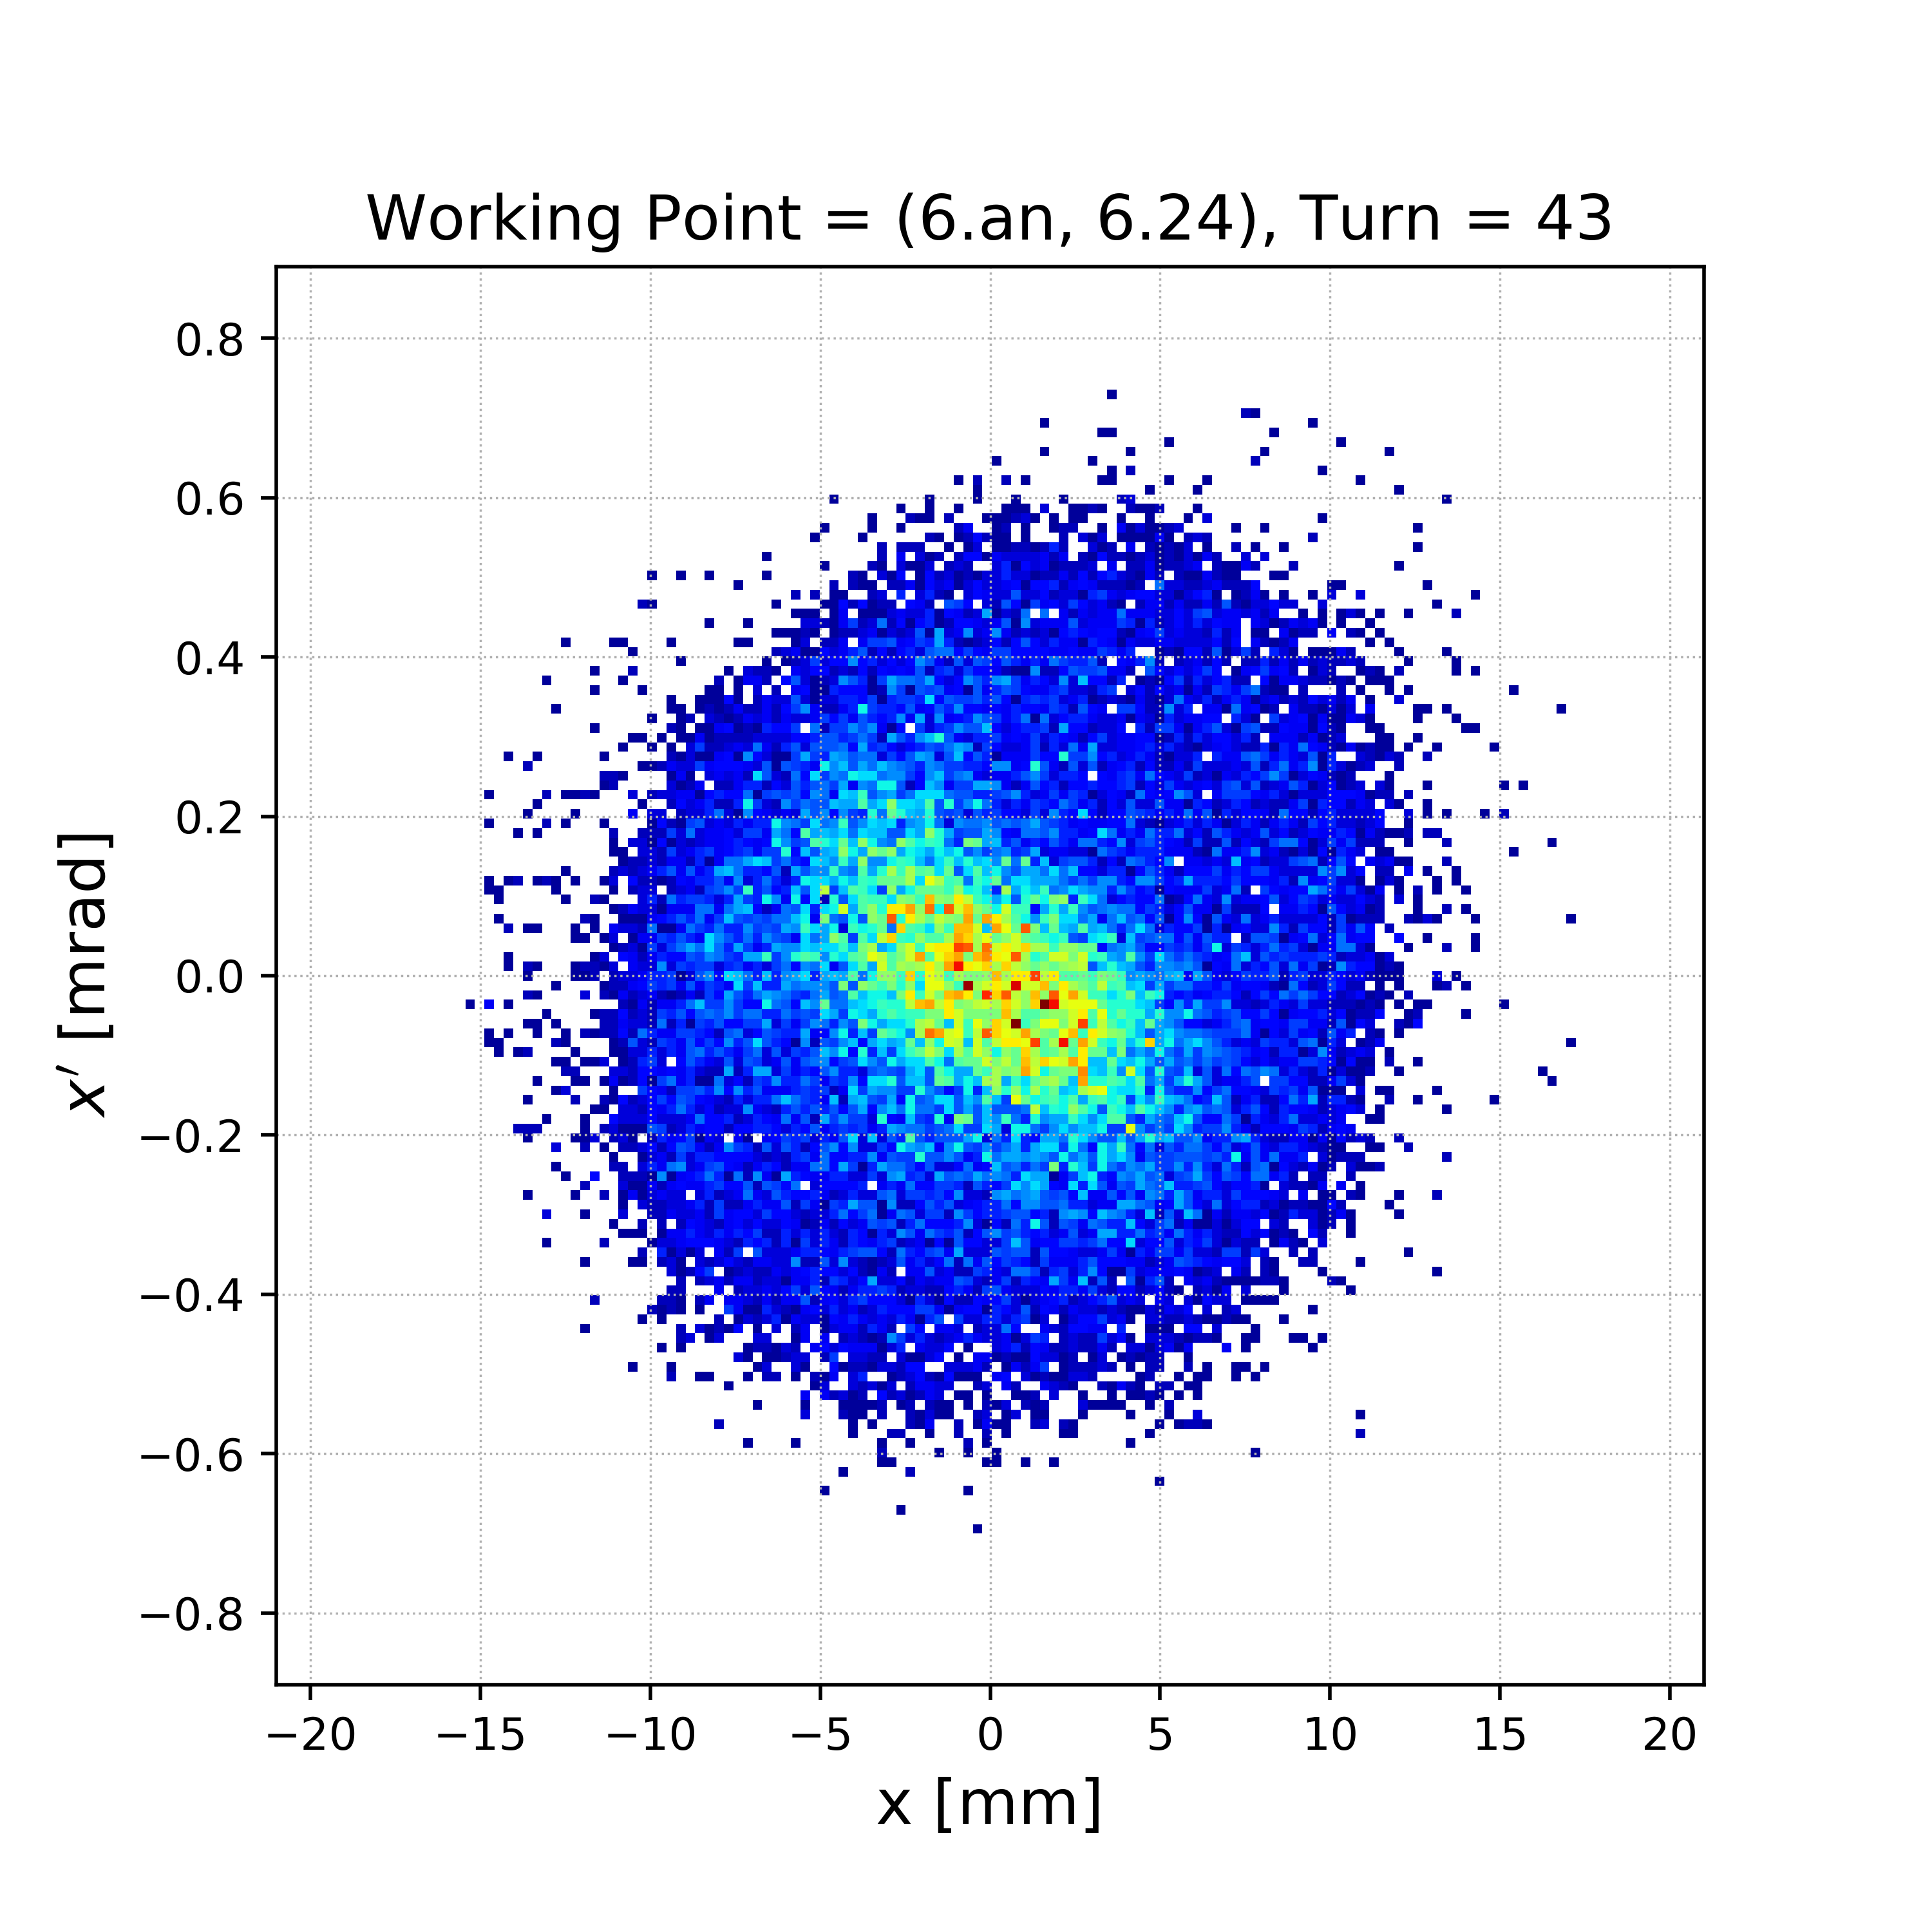 Working Point = (6.an, 6.24), Turn = 43
0.8
0.6
0.4
0.2
0.0
−0.2
−0.4
−0.6
−0.8
x′ [mrad]
−20 −15 −10 −5 0 5 10 15 20
x [mm]